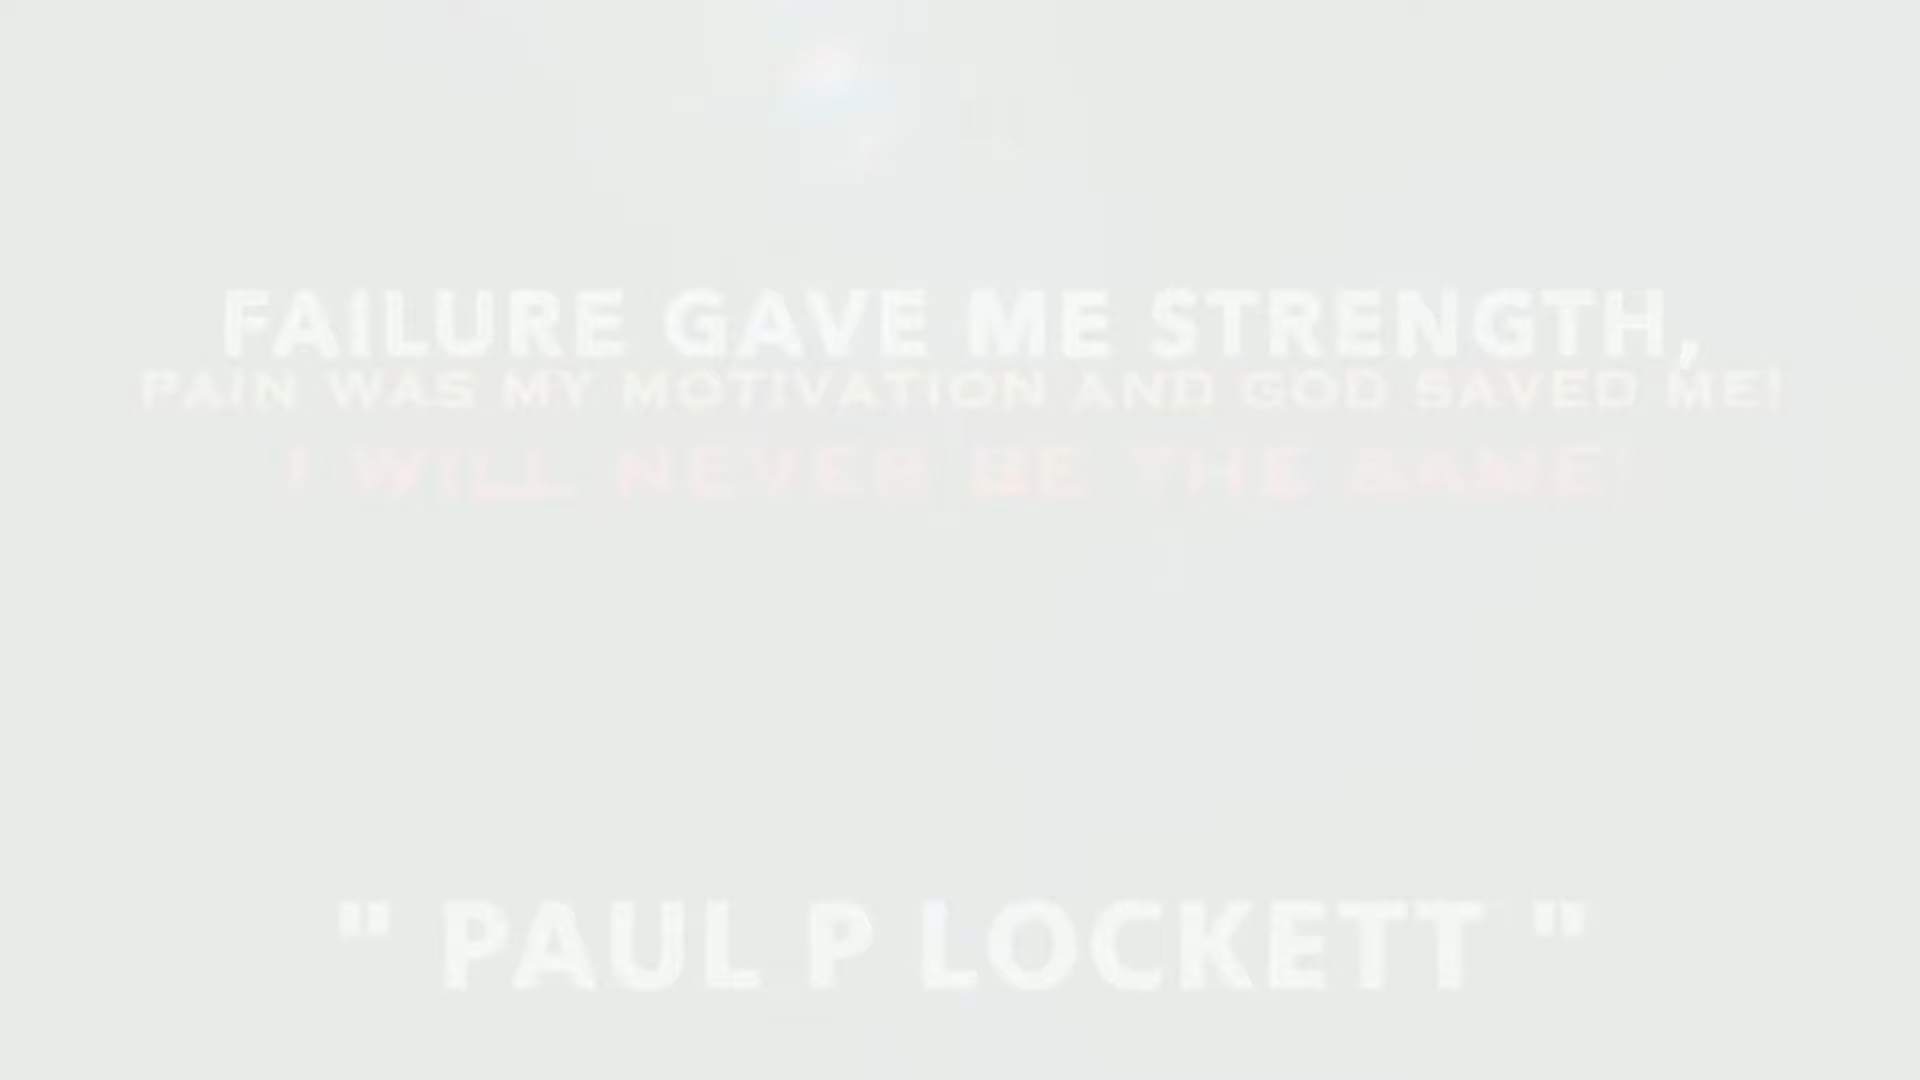 FAILURE GAVE ME STRENGTH,
PAIN WAS MY MOTIVATION AND GOD SAVED ME!
I WILL NEVER BE THE SAME!
" PAUL P LOCKETT "